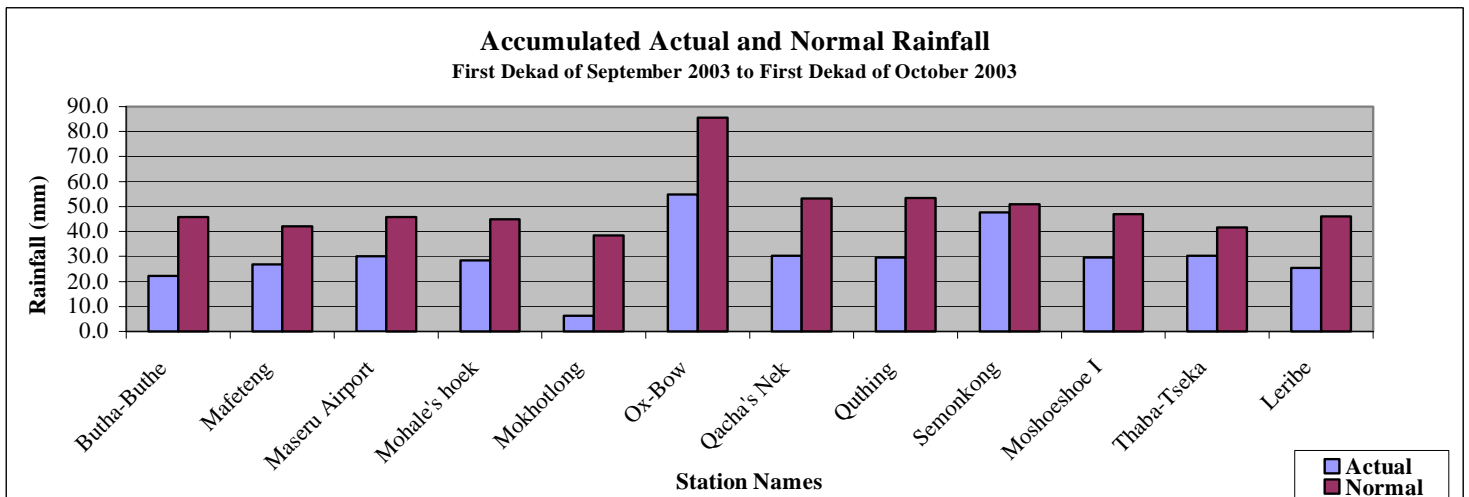 Accumulated Actual and Normal Rainfall
First Dekad of September 2003 to First Dekad of October 2003
90.0
80.0
70.0
60.0
50.0
40.0
30.0
20.0
10.0
0.0
Rainfall (mm)
Butha-Buthe
Mafeteng
Maseru Airport
Mohale's hoek
Mokhotlong
Ox-Bow
Qacha's Nek
Quthing
Semonkong
Moshoeshoe I
Thaba-Tseka
Leribe
Station Names
Actual
Normal